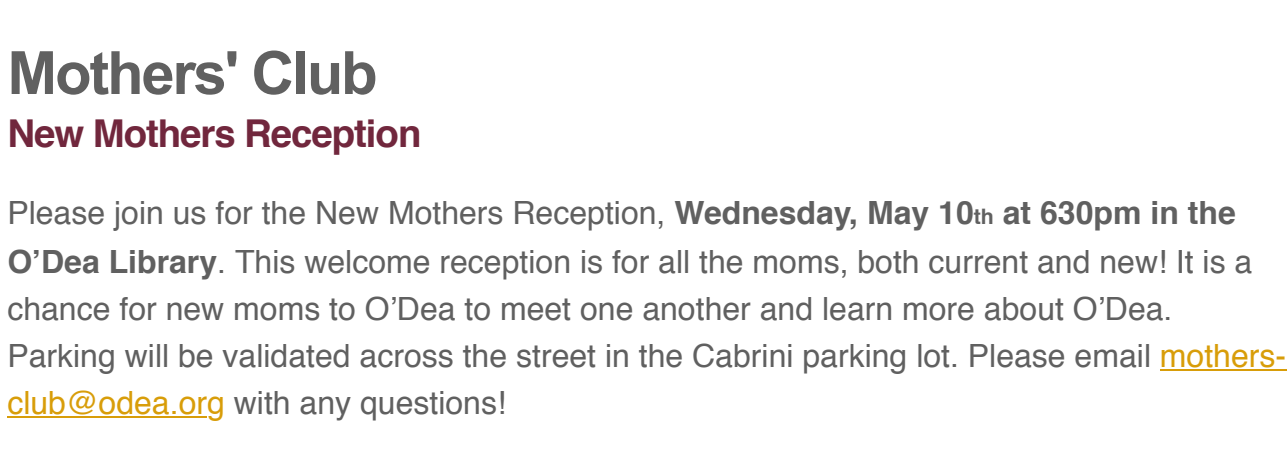 Mothers' Club
New Mothers Reception
Please join us for the New Mothers Reception, Wednesday, May 10th at 630pm in the
O’Dea Library. This welcome reception is for all the moms, both current and new! It is a
chance for new moms to O’Dea to meet one another and learn more about O’Dea.
Parking will be validated across the street in the Cabrini parking lot. Please email mothers-
club@odea.org with any questions!